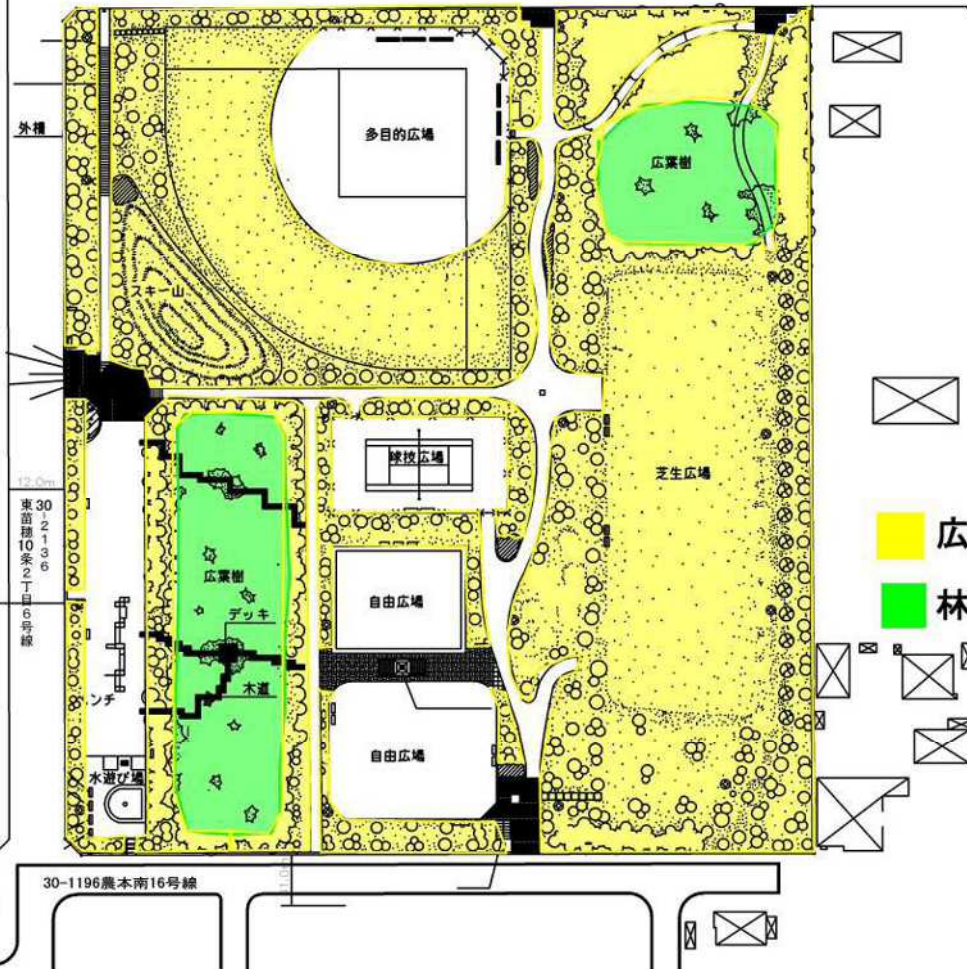 外柵
多目的広場
広葉樹
スキー山
球技広場
芝生広場
12.0m
30-2136
東苗穂10条2丁目6号線
広
林
広葉樹
自由広場
デッキ
木道
ンチ
自由広場
水遊び場
30-1196農本南16号線